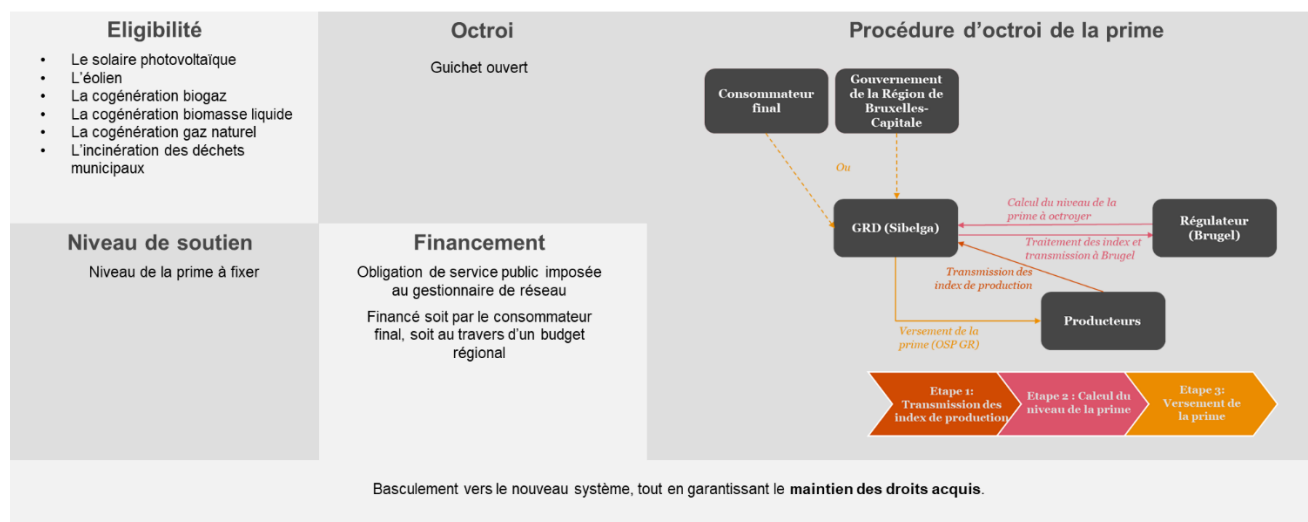 Eligibilité
• Le solaire photovoltaïque
• L'éolien
• La cogénération biogaz
• La cogénération biomasse liquide
• La cogénération gaz naturel
• L'incinération des déchets
municipaux
Octroi
Guichet ouvert
Niveau de soutien
Niveau de la prime à fixer
Financement
Obligation de service public imposée
au gestionnaire de réseau
Financé soit par le consommateur
final, soit au travers d'un budget
régional
Procédure d'octroi de la prime
Consommateur
final
Gouvernement
de la Région de
Bruxelles-
Capitale
Ou
GRD (Sibelga)
Calcul du niveau de la
prime à octroyer
Régulateur
(Brugel)
Traitement des index et
transmission à Brugel
Transmission des
index de production
Producteurs
Versement de la
prime (OSP GR)
Etape 1:
Transmission des
index de production
Etape 2 : Calcul du
niveau de la prime
Etape 3:
Versement de
la prime
Basculement vers le nouveau système, tout en garantissant le maintien des droits acquis.